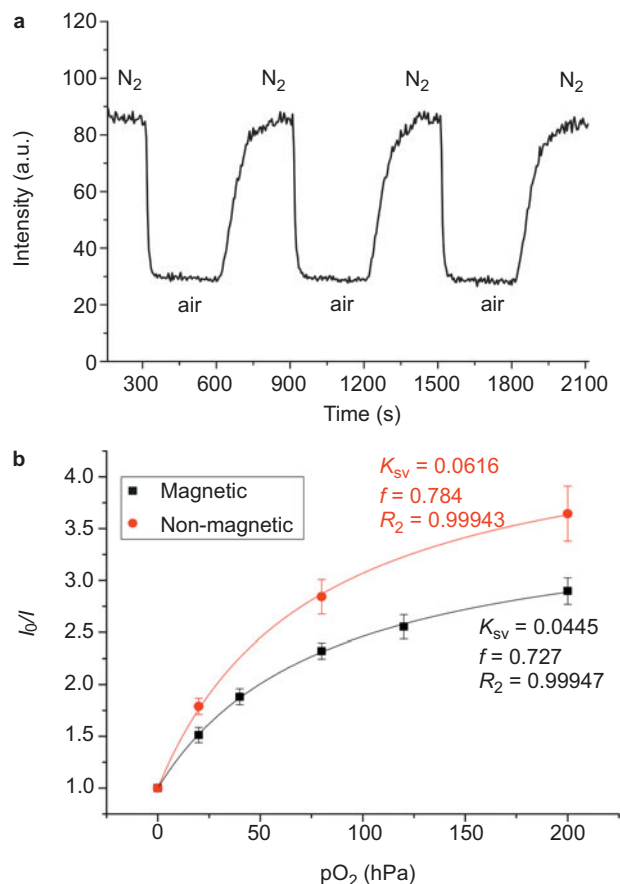 a
120
100
80
60
40
20
0
Intensity (a.u.)
N₂ N₂ N₂ N₂
air air air
300 600 900 1200 1500 1800 2100
Time (s)
b
4.0
3.5
3.0
2.5
2.0
1.5
1.0
I₀/I
Magnetic
Non-magnetic
Kₛᵥ = 0.0616
f = 0.784
R₂ = 0.99943
Kₛᵥ = 0.0445
f = 0.727
R₂ = 0.99947
0 50 100 150 200
pO₂ (hPa)